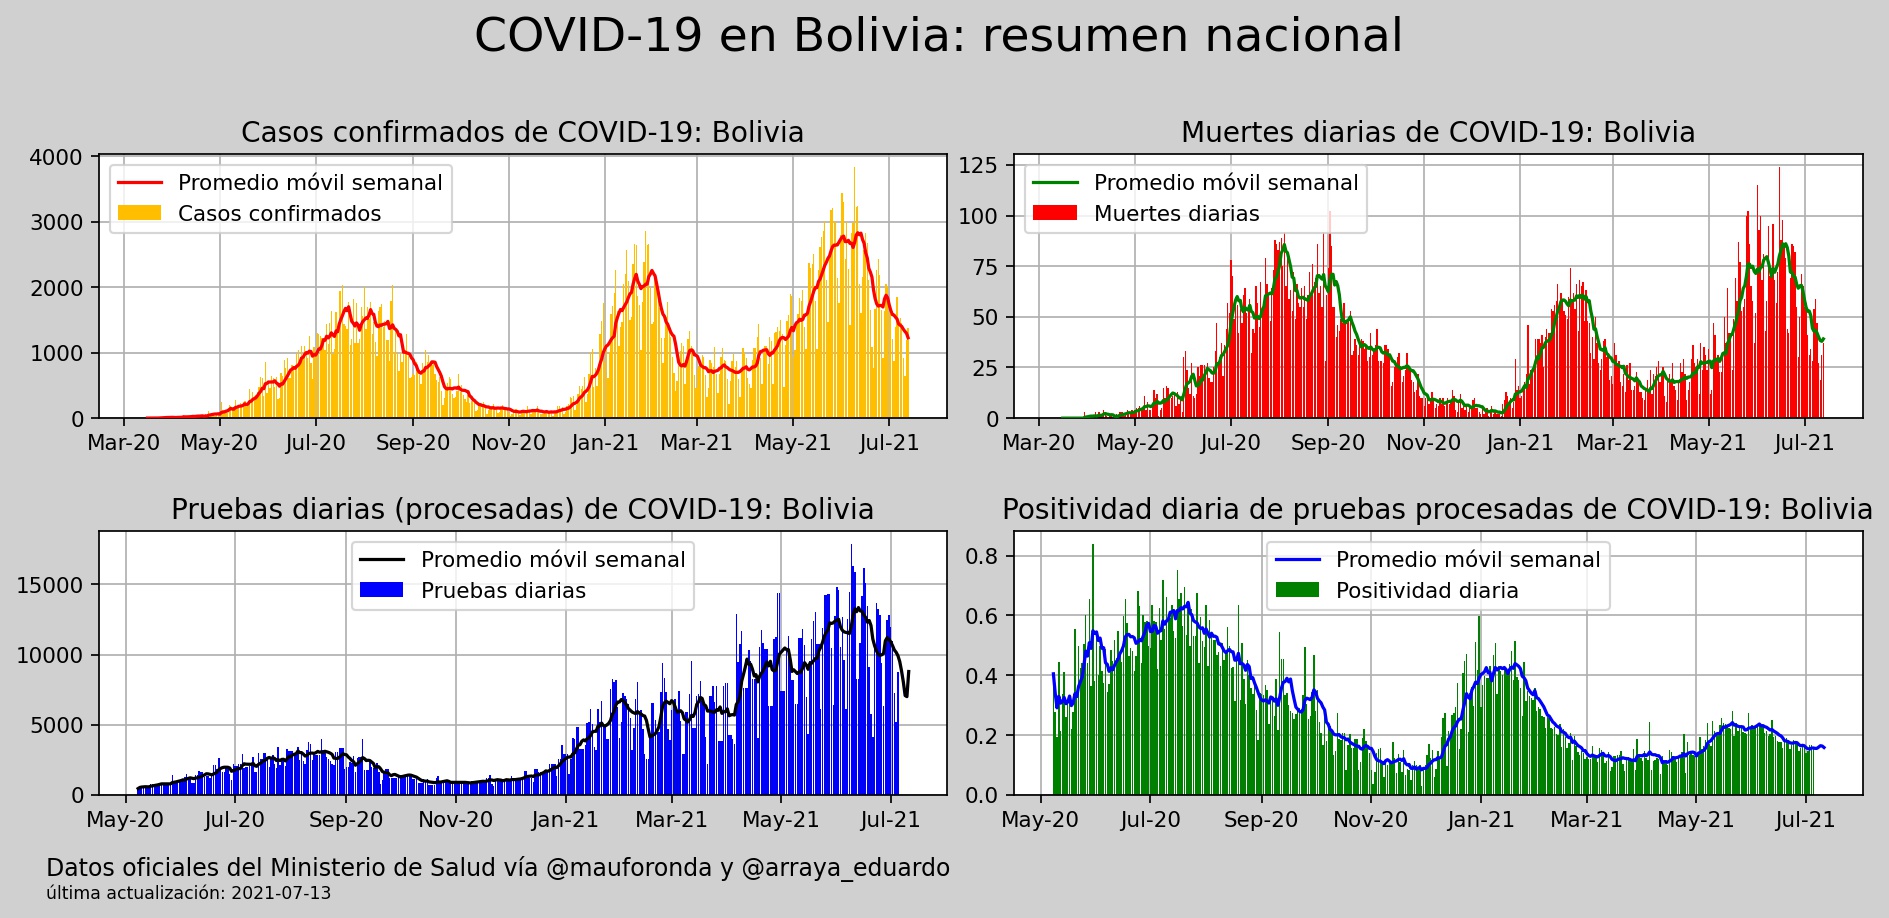 COVID-19 en Bolivia: resumen nacional
Casos confirmados de COVID-19: Bolivia
4000
3000
2000
1000
0
Promedio móvil semanal
Casos confirmados
Mar-20 May-20 Jul-20 Sep-20 Nov-20 Jan-21 Mar-21 May-21 Jul-21
Muertes diarias de COVID-19: Bolivia
125
100
75
50
25
0
Promedio móvil semanal
Muertes diarias
Mar-20 May-20 Jul-20 Sep-20 Nov-20 Jan-21 Mar-21 May-21 Jul-21
Pruebas diarias (procesadas) de COVID-19: Bolivia
15000
10000
5000
0
Promedio móvil semanal
Pruebas diarias
May-20 Jul-20 Sep-20 Nov-20 Jan-21 Mar-21 May-21 Jul-21
Positividad diaria de pruebas procesadas de COVID-19: Bolivia
0.8
0.6
0.4
0.2
0.0
Promedio móvil semanal
Positividad diaria
May-20 Jul-20 Sep-20 Nov-20 Jan-21 Mar-21 May-21 Jul-21
Datos oficiales del Ministerio de Salud vía @mauforonda y @arraya_eduardo
última actualización: 2021-07-13